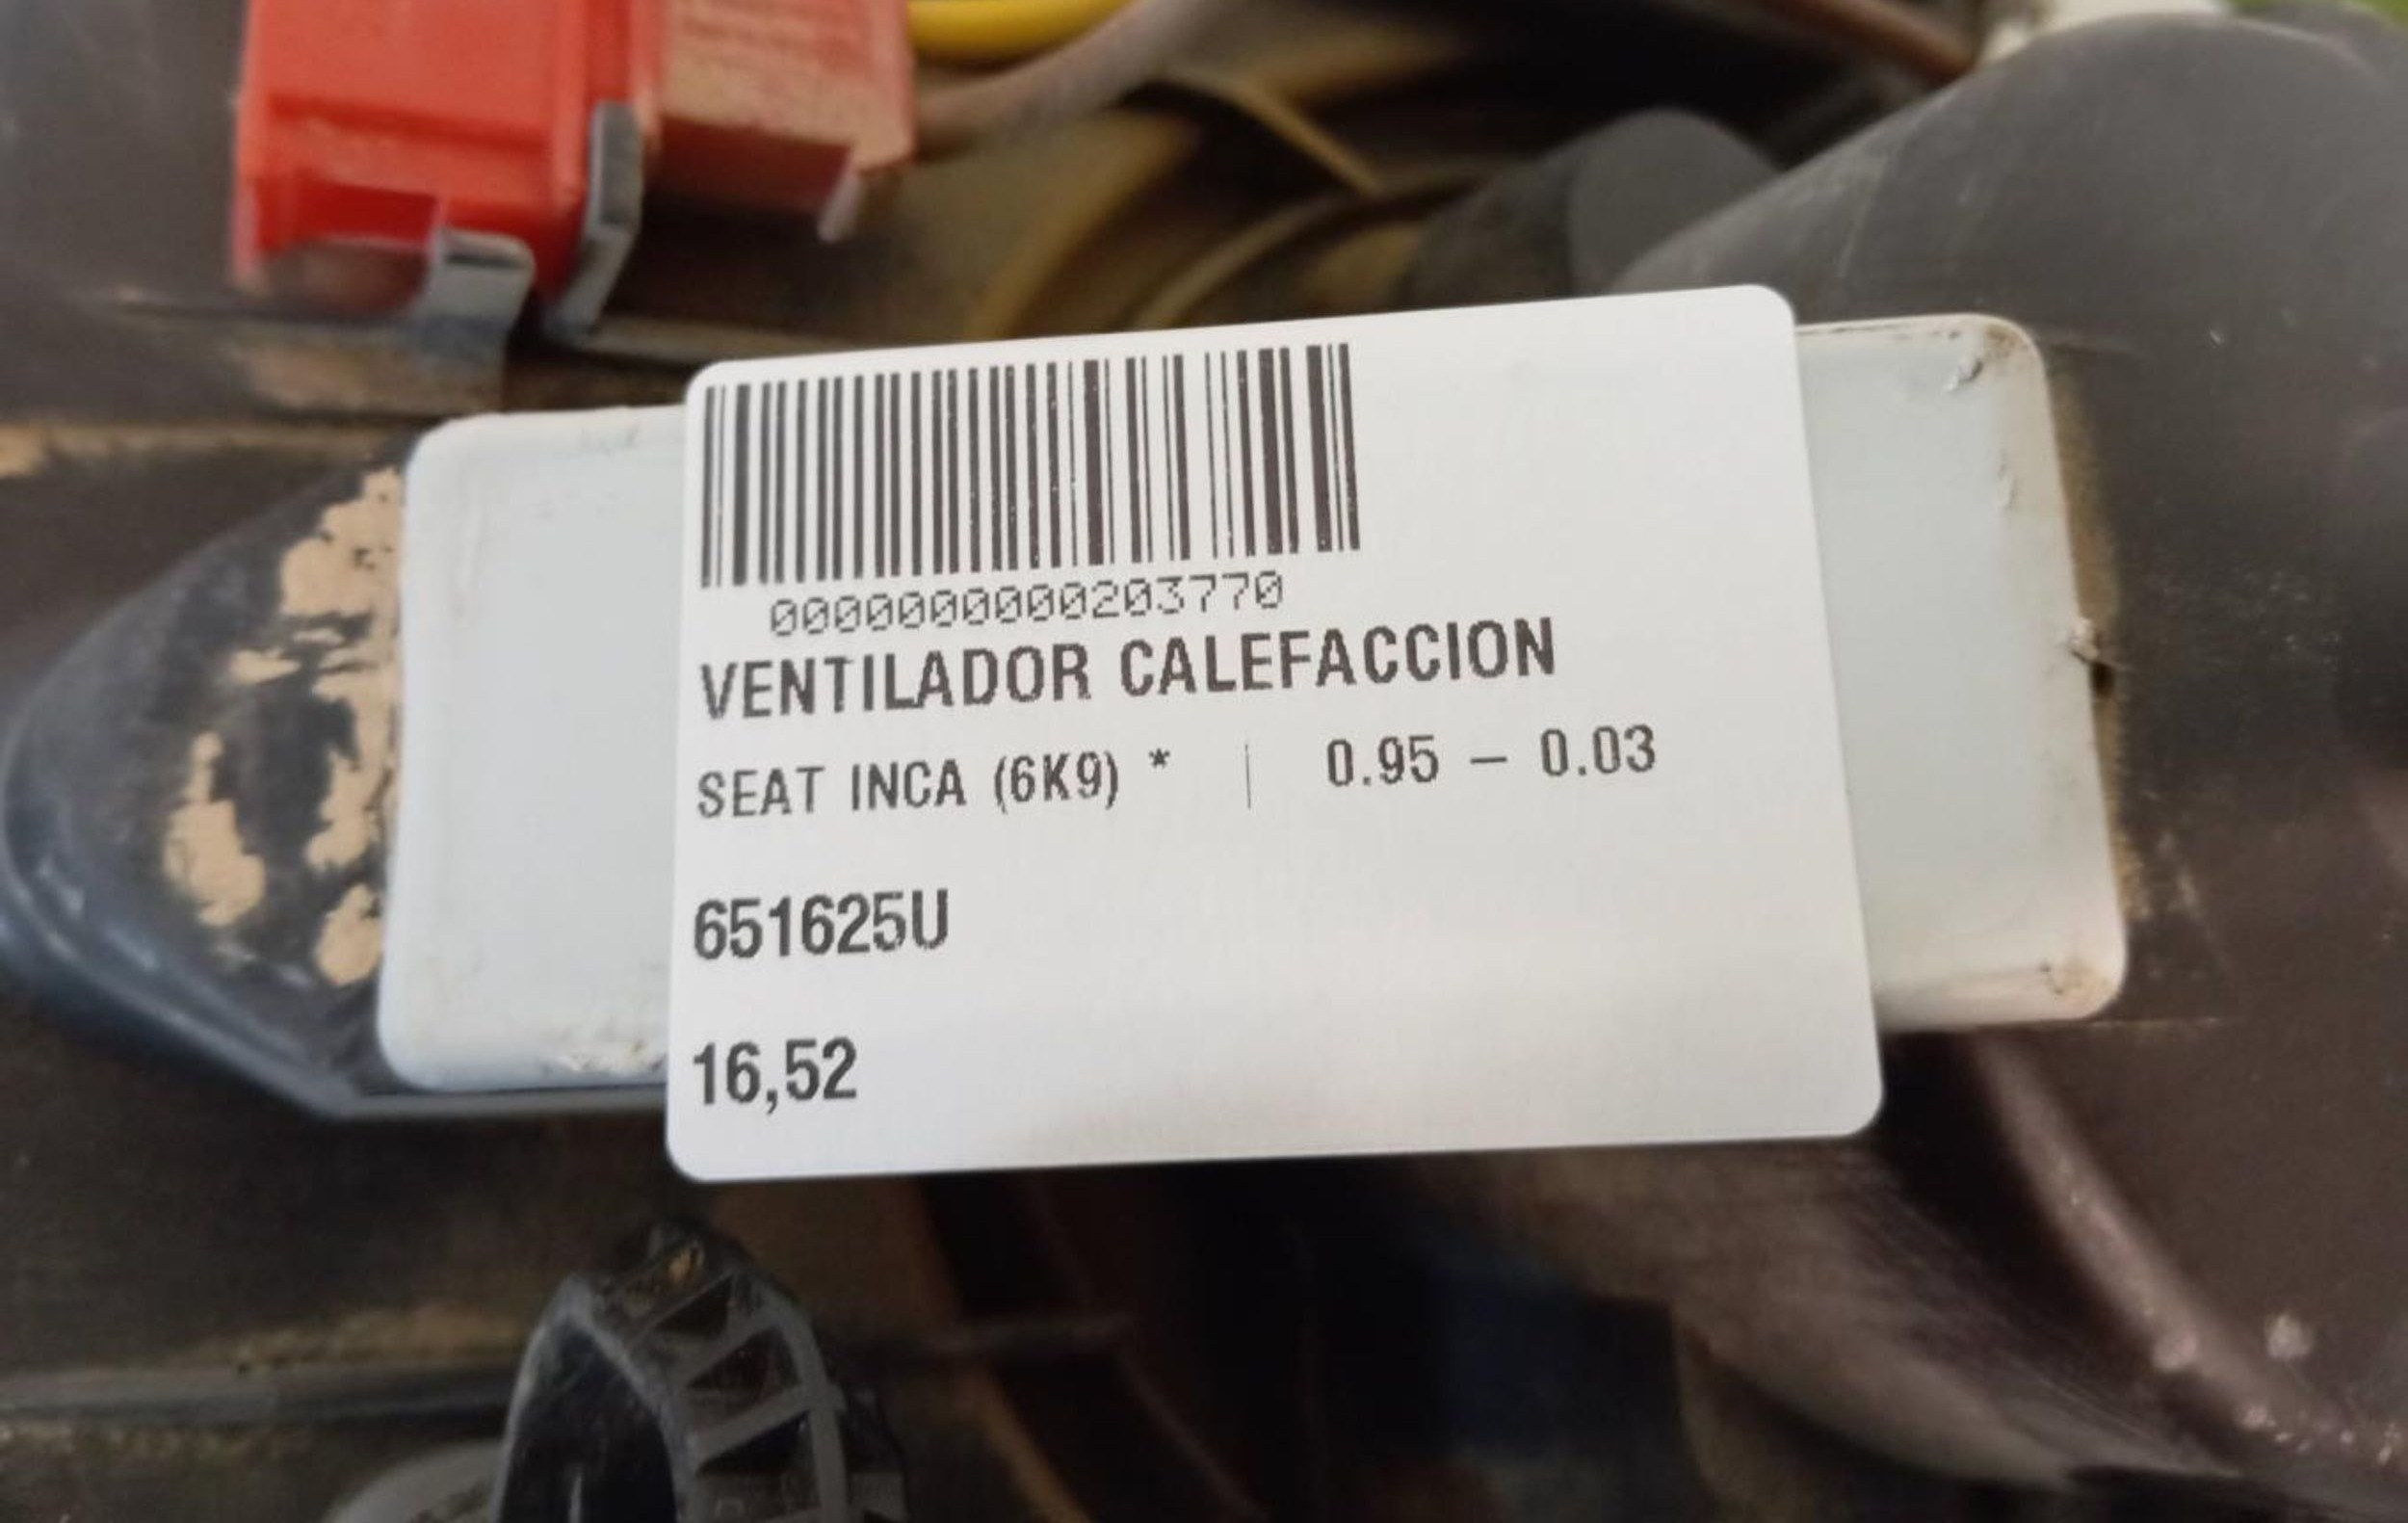 0000000000203770
VENTILADOR CALEFACCION
SEAT INCA (6K9) * | 0.95 – 0.03
651625U
16,52